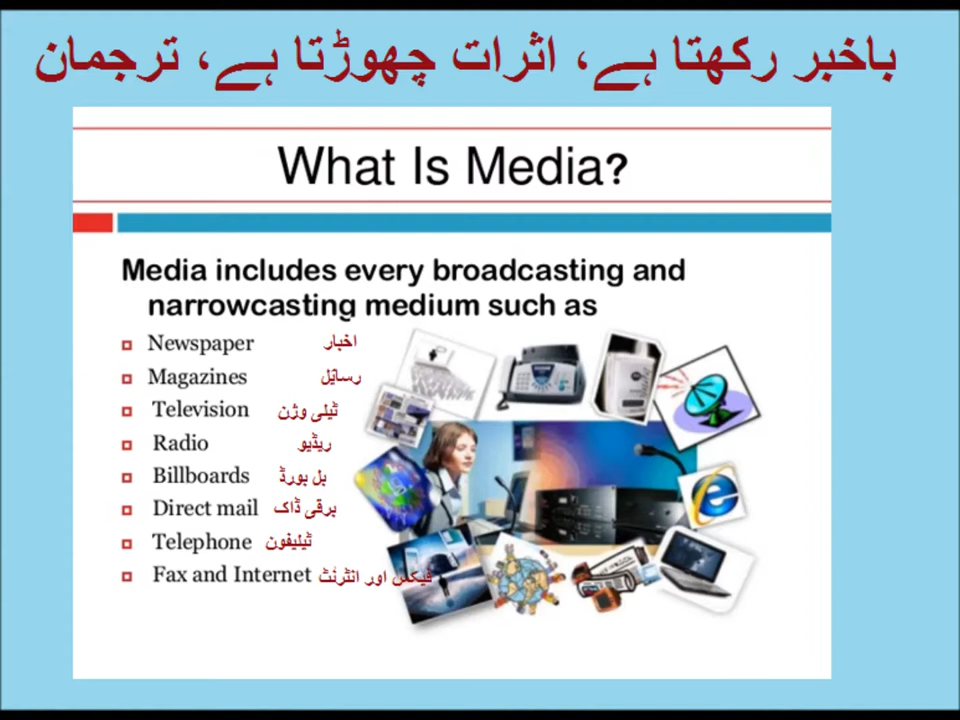 باخبر رکھتا ہے، اثرات چھوڑتا ہے، ترجمان
What Is Media?
Media includes every broadcasting and
narrowcasting medium such as
Newspaper اخبار
Magazines رسائل
Television ٹیلی وژن
Radio ریڈیو
Billboards بل بورڈ
Direct mail برقی ڈاک
Telephone ٹیلیفون
Fax and Internet فیکس اور انٹرنٹ